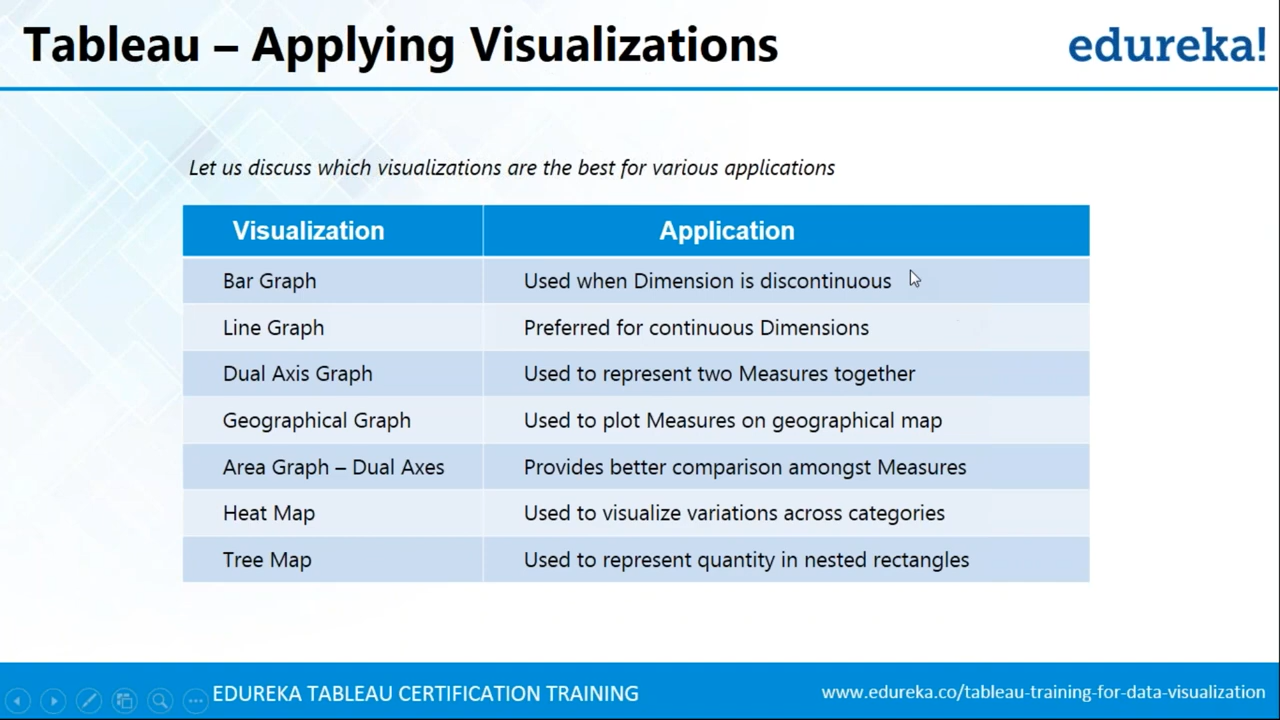 Tableau – Applying Visualizations
edureka!
Let us discuss which visualizations are the best for various applications
Visualization Application
Bar Graph Used when Dimension is discontinuous
Line Graph Preferred for continuous Dimensions
Dual Axis Graph Used to represent two Measures together
Geographical Graph Used to plot Measures on geographical map
Area Graph – Dual Axes Provides better comparison amongst Measures
Heat Map Used to visualize variations across categories
Tree Map Used to represent quantity in nested rectangles
EDUREKA TABLEAU CERTIFICATION TRAINING
www.edureka.co/tableau-training-for-data-visualization